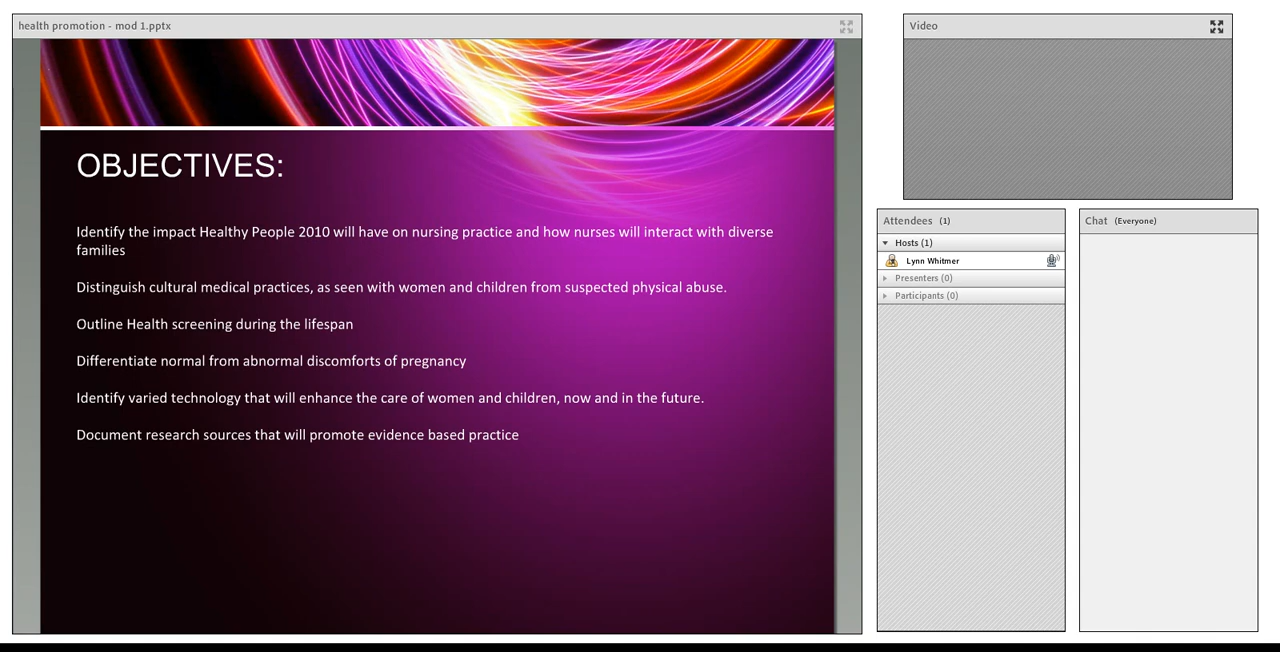 health promotion - mod 1.pptx
OBJECTIVES:
Identify the impact Healthy People 2010 will have on nursing practice and how nurses will interact with diverse
families
Distinguish cultural medical practices, as seen with women and children from suspected physical abuse.
Outline Health screening during the lifespan
Differentiate normal from abnormal discomforts of pregnancy
Identify varied technology that will enhance the care of women and children, now and in the future.
Document research sources that will promote evidence based practice
Video
Attendees (1)
Hosts (1)
Lynn Whitmer
Presenters (0)
Participants (0)
Chat (Everyone)